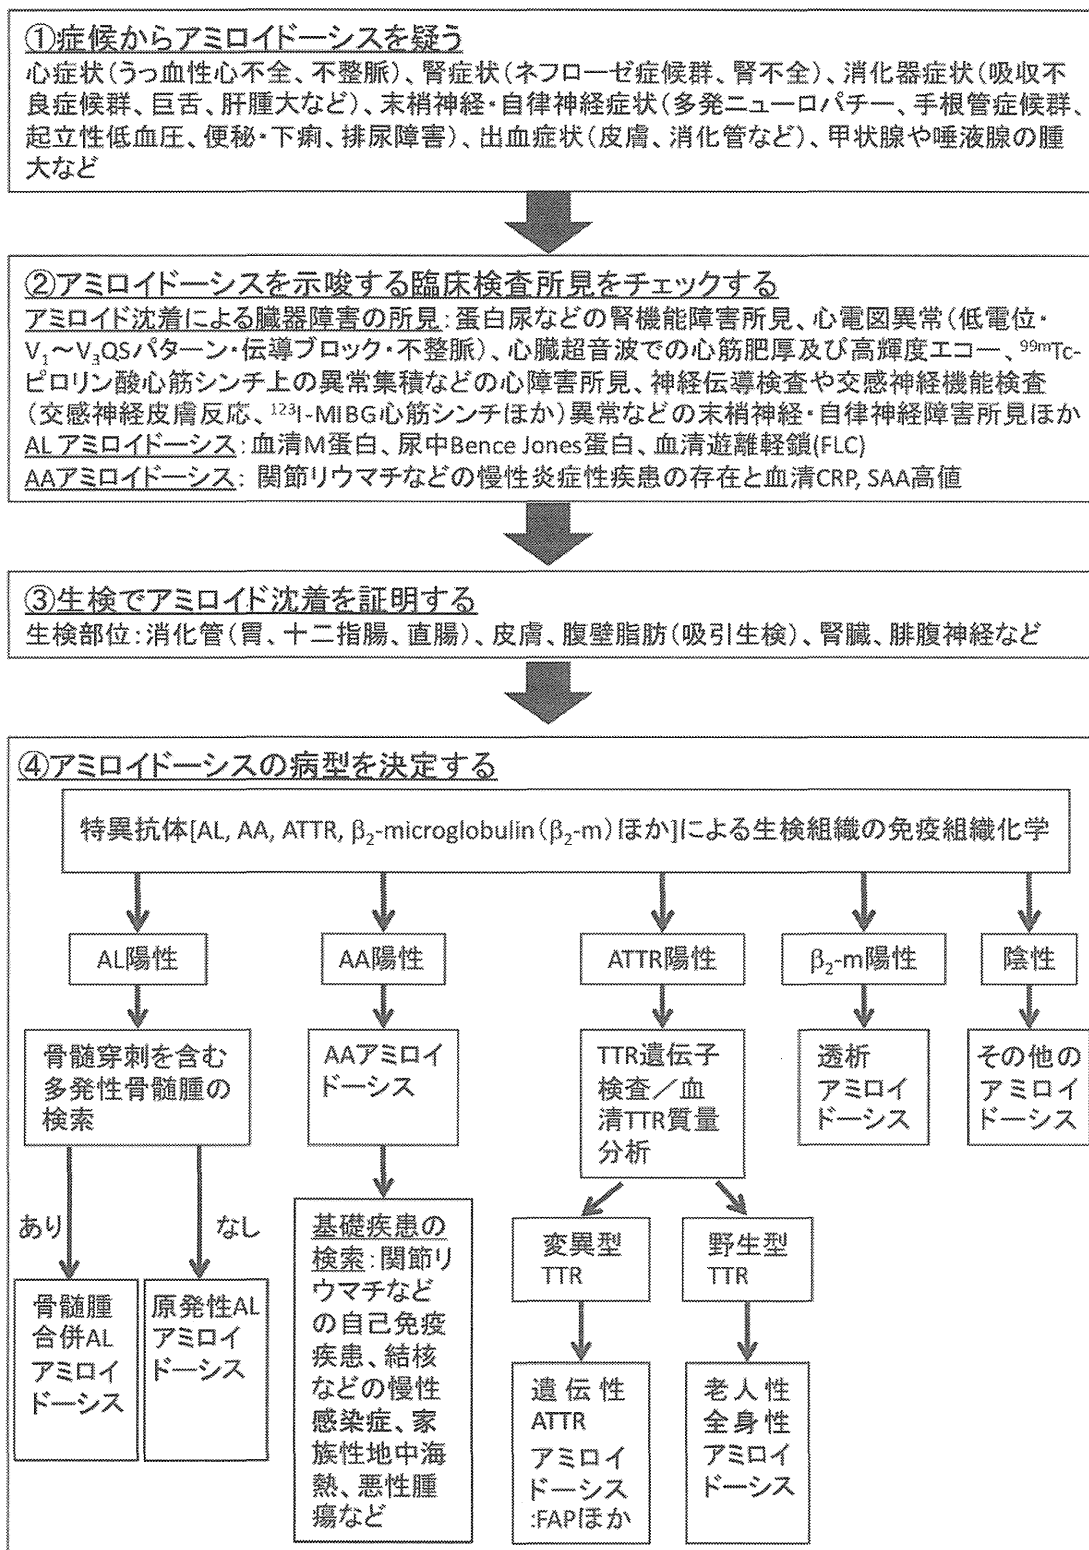 ①症候からアミロイドーシスを疑う
心症状(うっ血性心不全、不整脈)、腎症状(ネフローゼ症候群、腎不全)、消化器症状(吸収不
良症候群、巨舌、肝腫大など)、末梢神経・自律神経症状(多発ニューロパチー、手根管症候群、
起立性低血圧、便秘・下痢、排尿障害)、出血症状(皮膚、消化管など)、甲状腺や唾液腺の腫
大など
②アミロイドーシスを示唆する臨床検査所見をチェックする
アミロイド沈着による臓器障害の所見:蛋白尿などの腎機能障害所見、心電図異常(低電位・
V₁～V₃QSパターン・伝導ブロック・不整脈)、心臓超音波での心筋肥厚及び高輝度エコー、⁹⁹ᵐTc-
ピロリン酸心筋シンチ上の異常集積などの心障害所見、神経伝導検査や交感神経機能検査
(交感神経皮膚反応、¹²³I-MIBG心筋シンチほか)異常などの末梢神経・自律神経障害所見ほか
ALアミロイドーシス:血清M蛋白、尿中Bence Jones蛋白、血清遊離軽鎖(FLC)
AAアミロイドーシス: 関節リウマチなどの慢性炎症性疾患の存在と血清CRP, SAA高値
③生検でアミロイド沈着を証明する
生検部位:消化管(胃、十二指腸、直腸)、皮膚、腹壁脂肪(吸引生検)、腎臓、腓腹神経など
④アミロイドーシスの病型を決定する
特異抗体[AL, AA, ATTR, β₂-microglobulin(β₂-m)ほか]による生検組織の免疫組織化学
AL陽性
AA陽性
ATTR陽性
β₂-m陽性
陰性
骨髄穿刺を含む
多発性骨髄腫の
検索
AAアミロイ
ドーシス
TTR遺伝子
検査／血
清TTR質量
分析
透析
アミロイ
ドーシス
その他の
アミロイ
ドーシス
あり
なし
骨髄腫
合併AL
アミロイ
ドーシス
原発性AL
アミロイ
ドーシス
基礎疾患の
検索:関節リ
ウマチなど
の自己免疫
疾患、結核
などの慢性
感染症、家
族性地中海
熱、悪性腫
瘍など
変異型
TTR
野生型
TTR
遺伝性
ATTR
アミロイ
ドーシス
:FAPほか
老人性
全身性
アミロイ
ドーシス